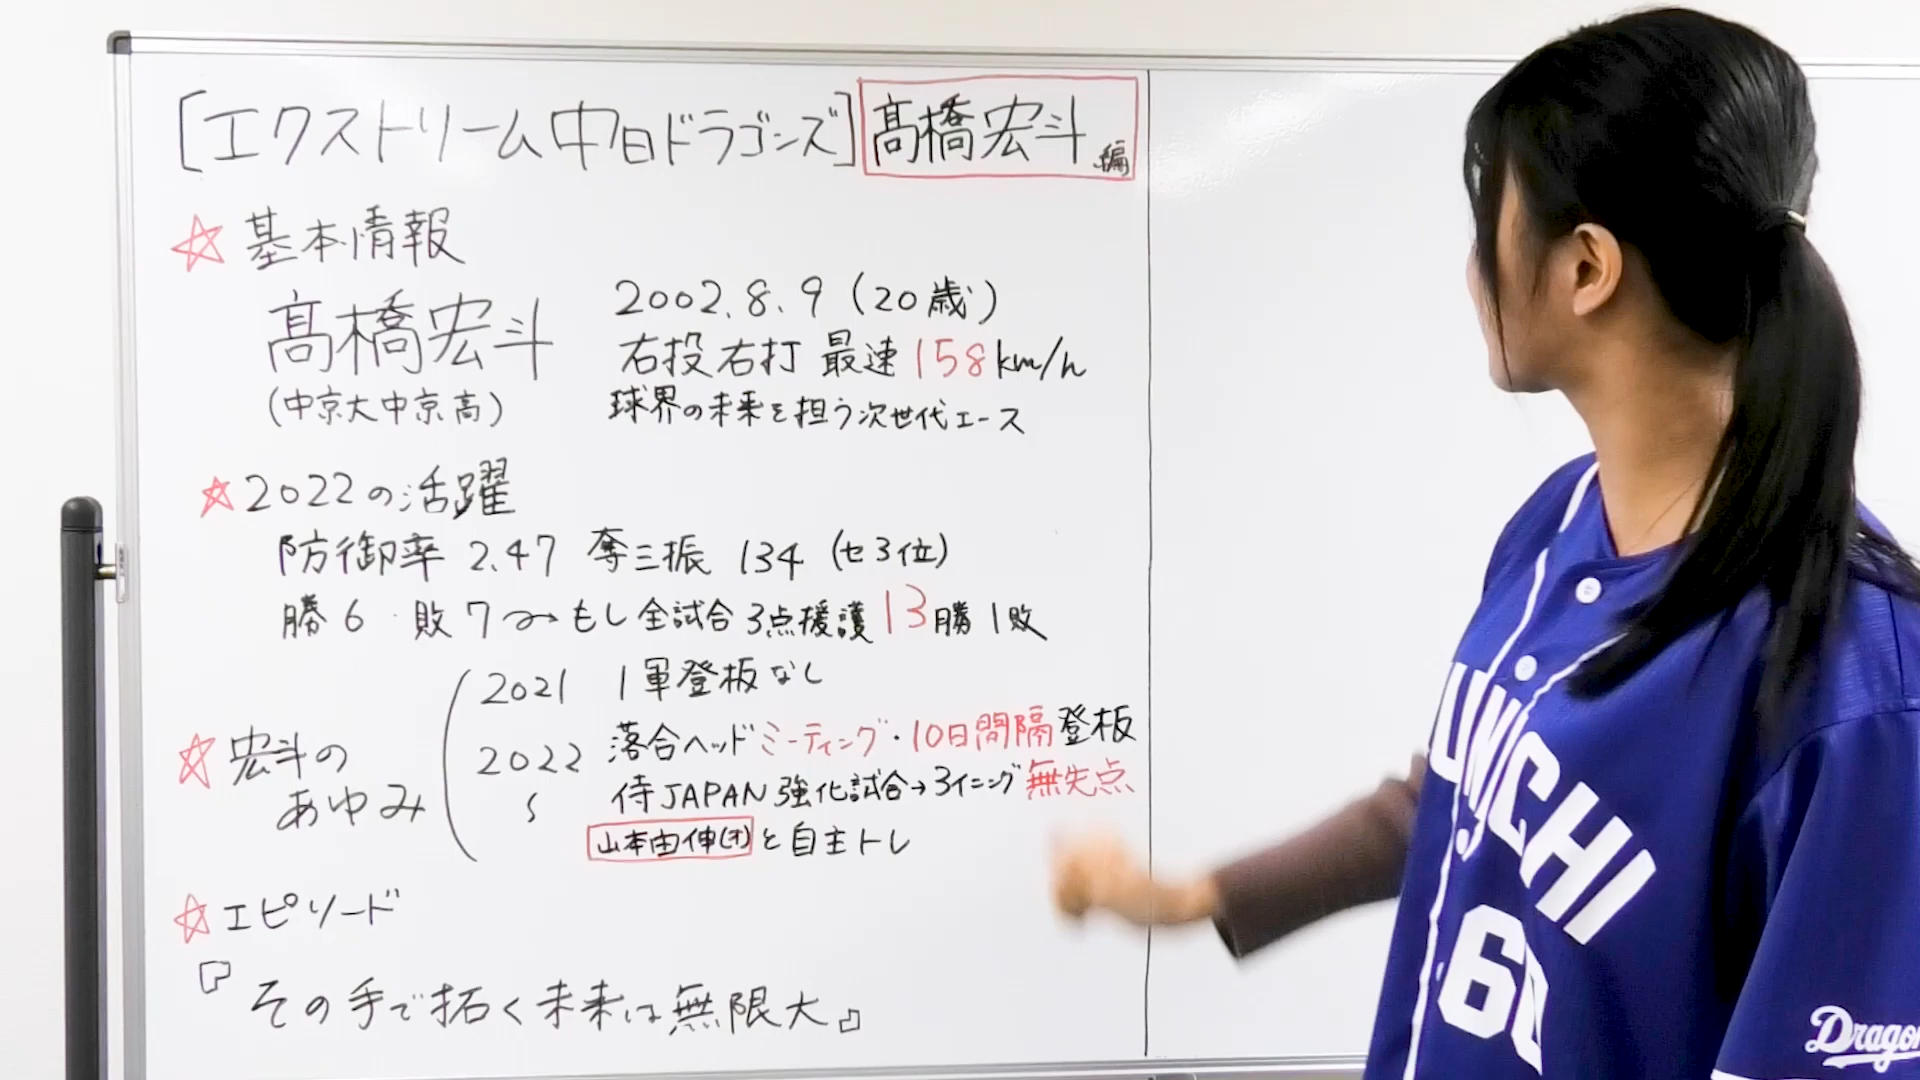 [エクストリーム中日ドラゴンズ] 髙橋宏斗編
☆基本情報
髙橋宏斗
(中京大中京高)
2002.8.9 (20歳)
右投右打 最速158km/h
球界の未来を担う次世代エース
☆2022の活躍
防御率 2.47 奪三振 134 (セ3位)
勝6・敗7 〜 もし全試合3点援護 13勝1敗
☆宏斗の
あゆみ
2021 1軍登板なし
2022 落合ヘッドミーティング・10日間隔登板
侍JAPAN強化試合→3イニング無失点
山本由伸(オ)と自主トレ
☆エピソード
『その手で拓く未来は無限大』
CHUNICHI
60
Dragon